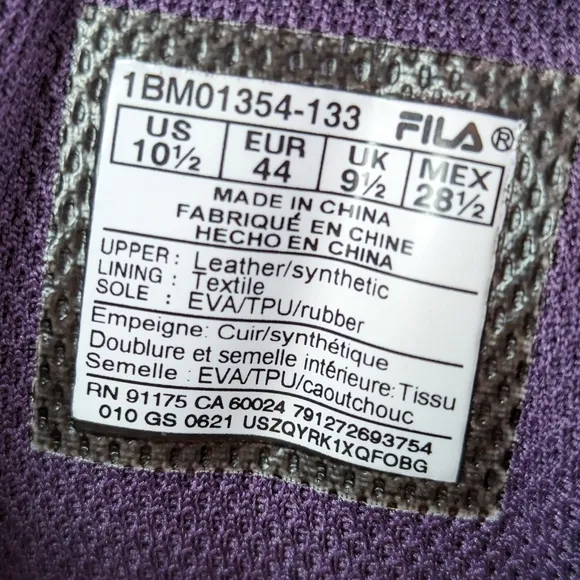 1BM01354-133 FILA®
US EUR UK MEX
10½ 44 9½ 28½
MADE IN CHINA
FABRIQUÉ EN CHINE
HECHO EN CHINA
UPPER : Leather/synthetic
LINING : Textile
SOLE : EVA/TPU/rubber
Empeigne: Cuir/synthétique
Doublure et semelle intérieure: Tissu
Semelle : EVA/TPU/caoutchouc
RN 91175 CA 60024 791272693754
010 GS 0621 USZQYRK1XQFOBG